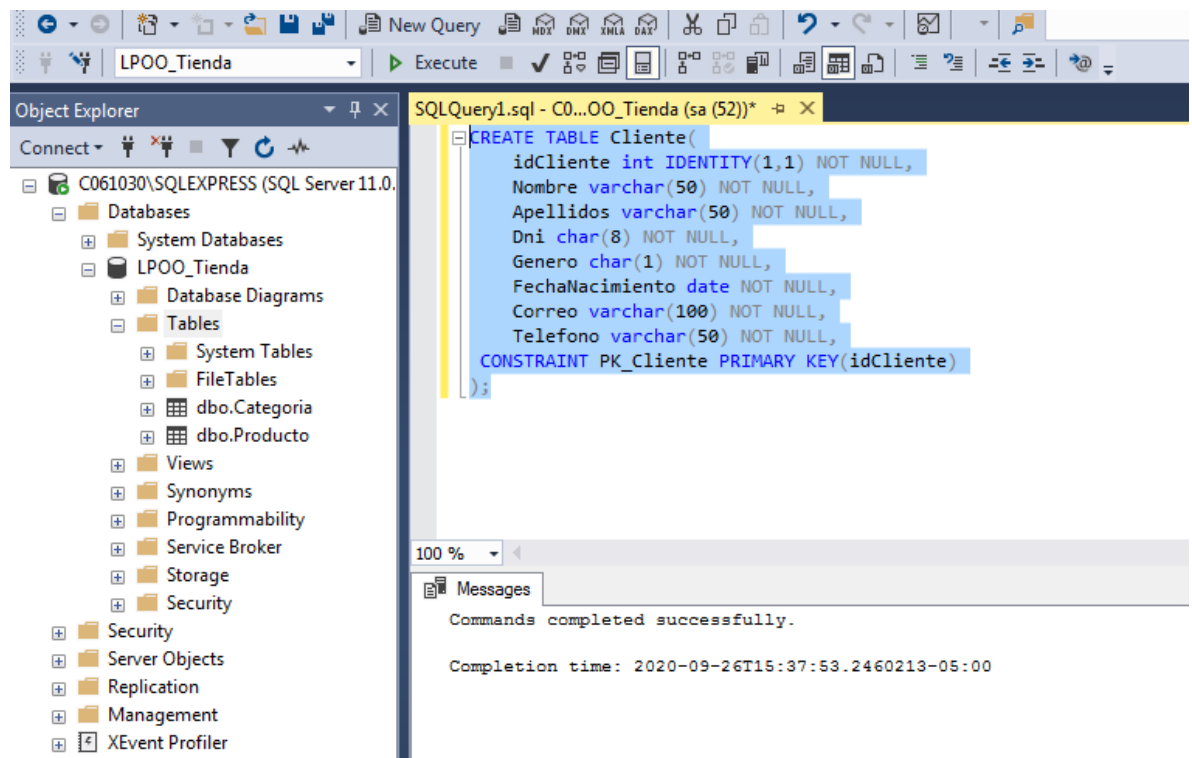 New Query
MDX DMX XMLA DAX
LPOO_Tienda
Execute
Object Explorer
Connect
C061030\SQLEXPRESS (SQL Server 11.0.
Databases
System Databases
LPOO_Tienda
Database Diagrams
Tables
System Tables
FileTables
dbo.Categoria
dbo.Producto
Views
Synonyms
Programmability
Service Broker
Storage
Security
Security
Server Objects
Replication
Management
XEvent Profiler
SQLQuery1.sql - C0...OO_Tienda (sa (52))*
CREATE TABLE Cliente(
idCliente int IDENTITY(1,1) NOT NULL,
Nombre varchar(50) NOT NULL,
Apellidos varchar(50) NOT NULL,
Dni char(8) NOT NULL,
Genero char(1) NOT NULL,
FechaNacimiento date NOT NULL,
Correo varchar(100) NOT NULL,
Telefono varchar(50) NOT NULL,
CONSTRAINT PK_Cliente PRIMARY KEY(idCliente)
);
100 %
Messages
Commands completed successfully.
Completion time: 2020-09-26T15:37:53.2460213-05:00